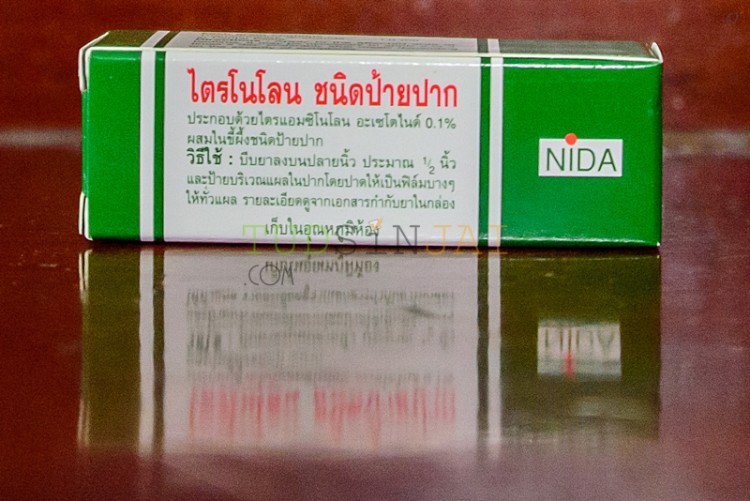 ไตรโนโลน ชนิดป้ายปาก
ประกอบด้วยไตรแอมซิโนโลน อะเซโตไนด์ 0.1%
ผสมในขี้ผึ้งชนิดป้ายปาก
วิธีใช้ : บีบยาลงบนปลายนิ้ว ประมาณ 1/2 นิ้ว
และป้ายบริเวณแผลในปากโดยปาดให้เป็นฟิล์มบางๆ
ให้ทั่วแผล รายละเอียดดูจากเอกสารกำกับยาในกล่อง
เก็บในอุณหภูมิห้อง
NIDA
TUDSINJAI
.COM